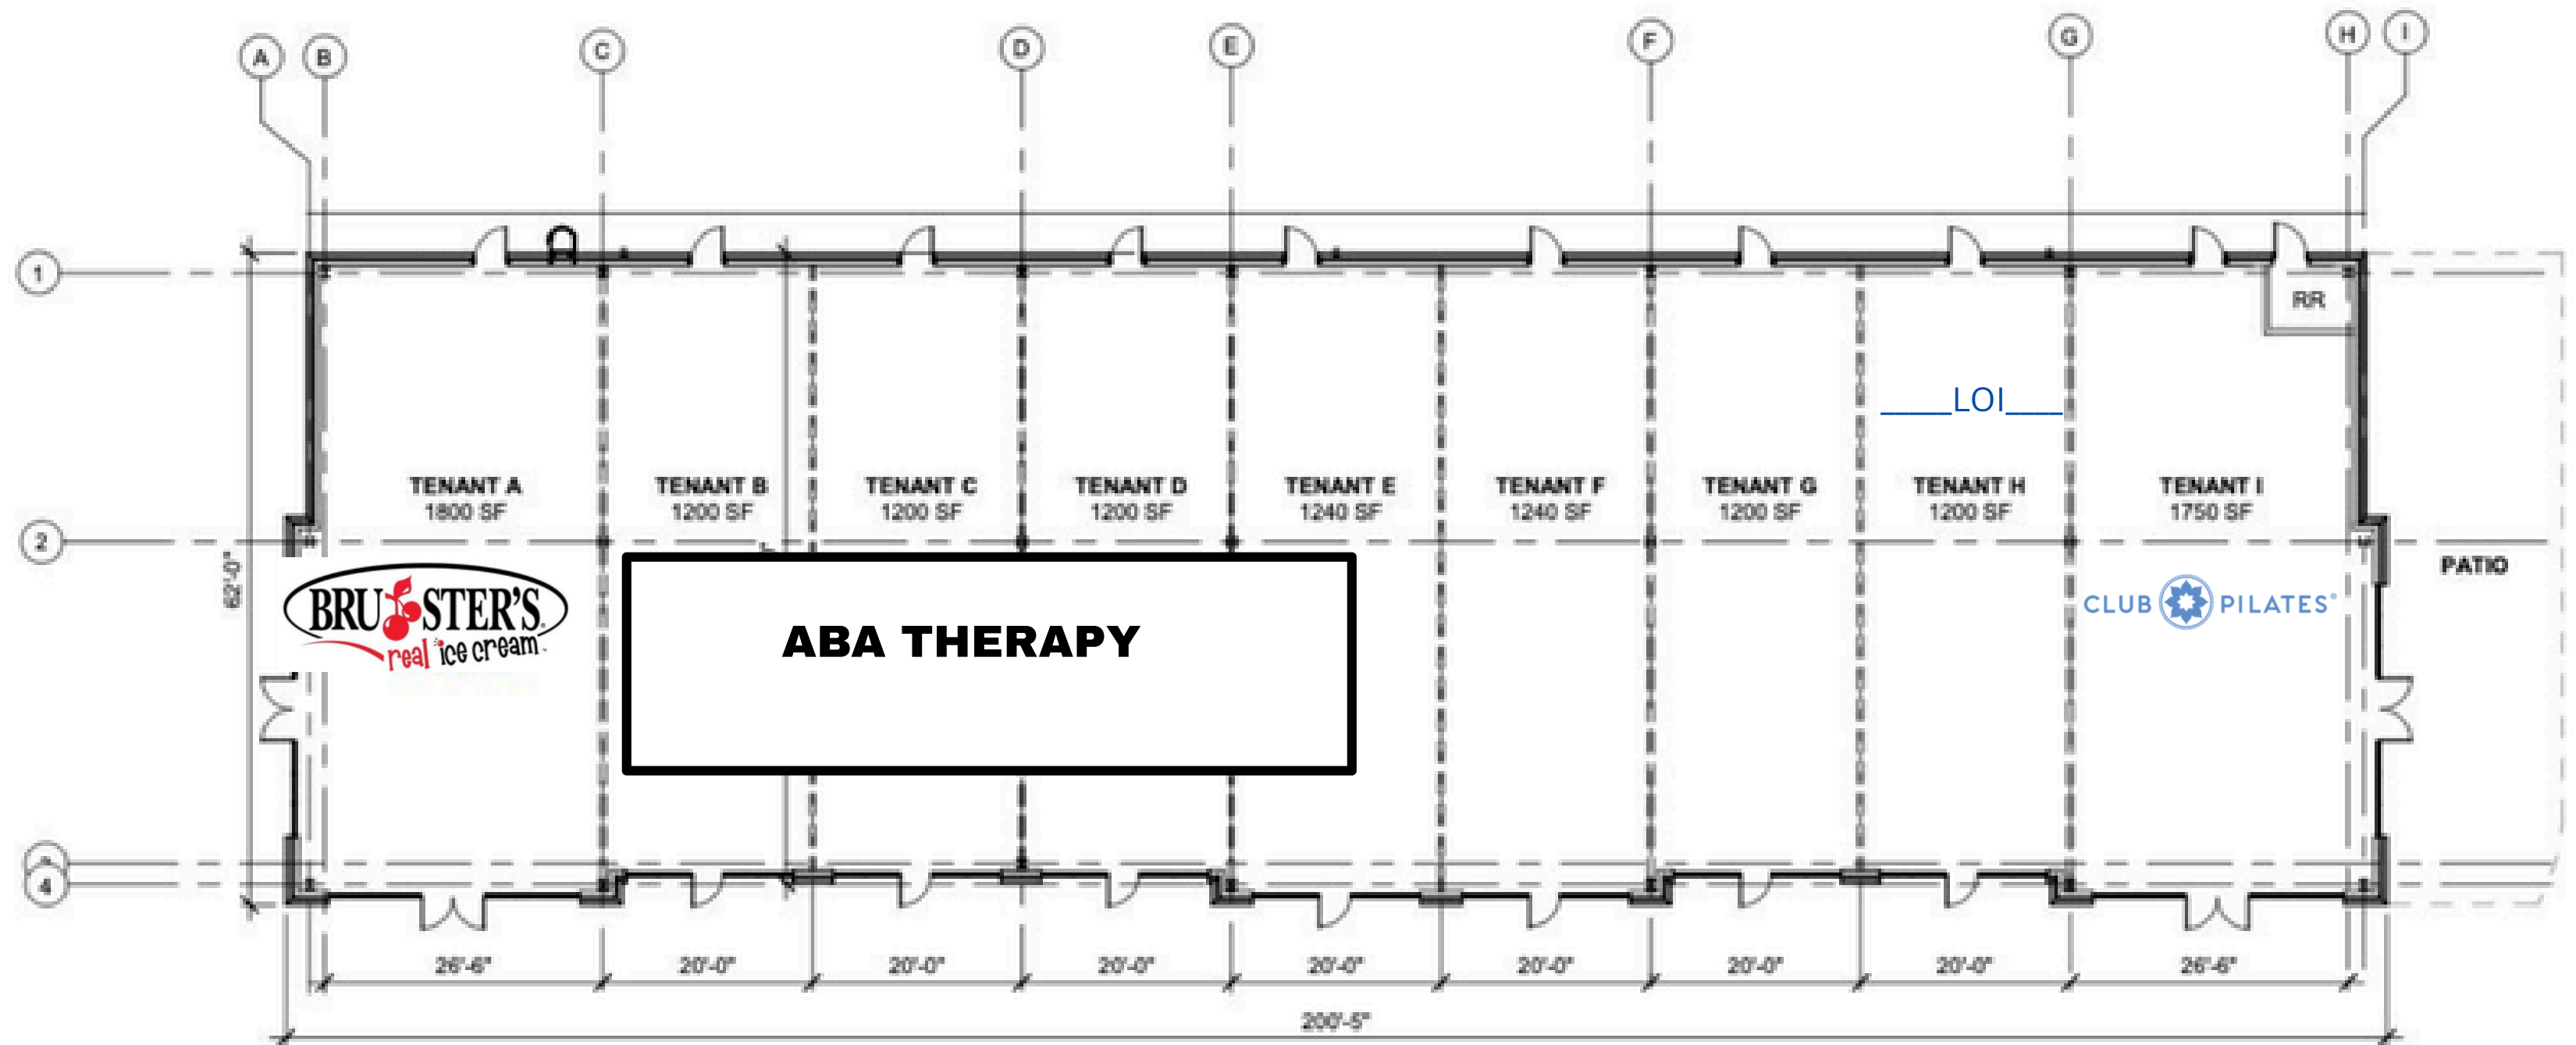 A B C D E F G H I
1
RR
_____LOI____
TENANT A
1800 SF
TENANT B
1200 SF
TENANT C
1200 SF
TENANT D
1200 SF
TENANT E
1240 SF
TENANT F
1240 SF
TENANT G
1200 SF
TENANT H
1200 SF
TENANT I
1750 SF
2
PATIO
62'-0"
BRUSTER'S®
real ice cream™
ABA THERAPY
CLUB PILATES®
4
26'-6" 20'-0" 20'-0" 20'-0" 20'-0" 20'-0" 20'-0" 20'-0" 26'-6"
200'-5"